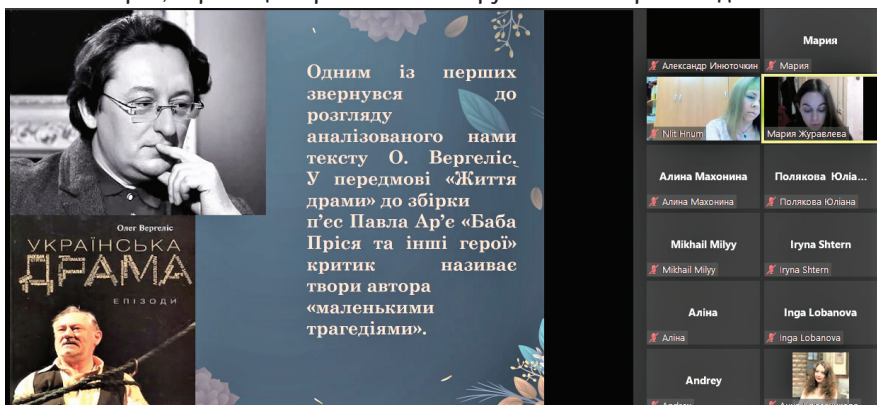 Одним із перших
звернувся до
розгляду
аналізованого нами
тексту О. Вергеліс.
У передмові «Життя
драми» до збірки
п'єс Павла Ар'є «Баба
Пріся та інші герої»
критик називає
твори автора
«маленькими
трагедіями».
Олег Вергеліс
УКРАЇНСЬКА
ДРАМА
ЕПІЗОДИ
Александр Инюточкин
Мария
Мария
Nlit Hnum
Мария Журавлева
Алина Махонина
Алина Махонина
Полякова Юліа...
Полякова Юліана
Mikhail Milyy
Mikhail Milyy
Iryna Shtern
Iryna Shtern
Аліна
Аліна
Inga Lobanova
Inga Lobanova
Andrey